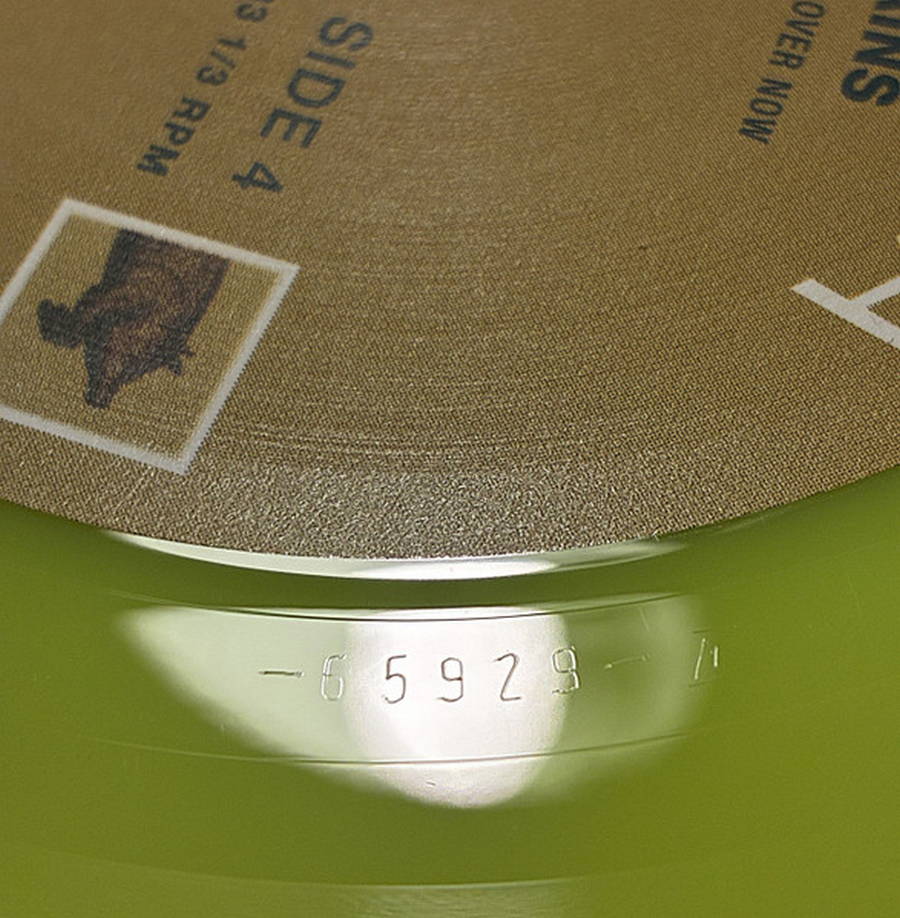 SIDE 4
33 1/3 RPM
OVER NOW
-65929-